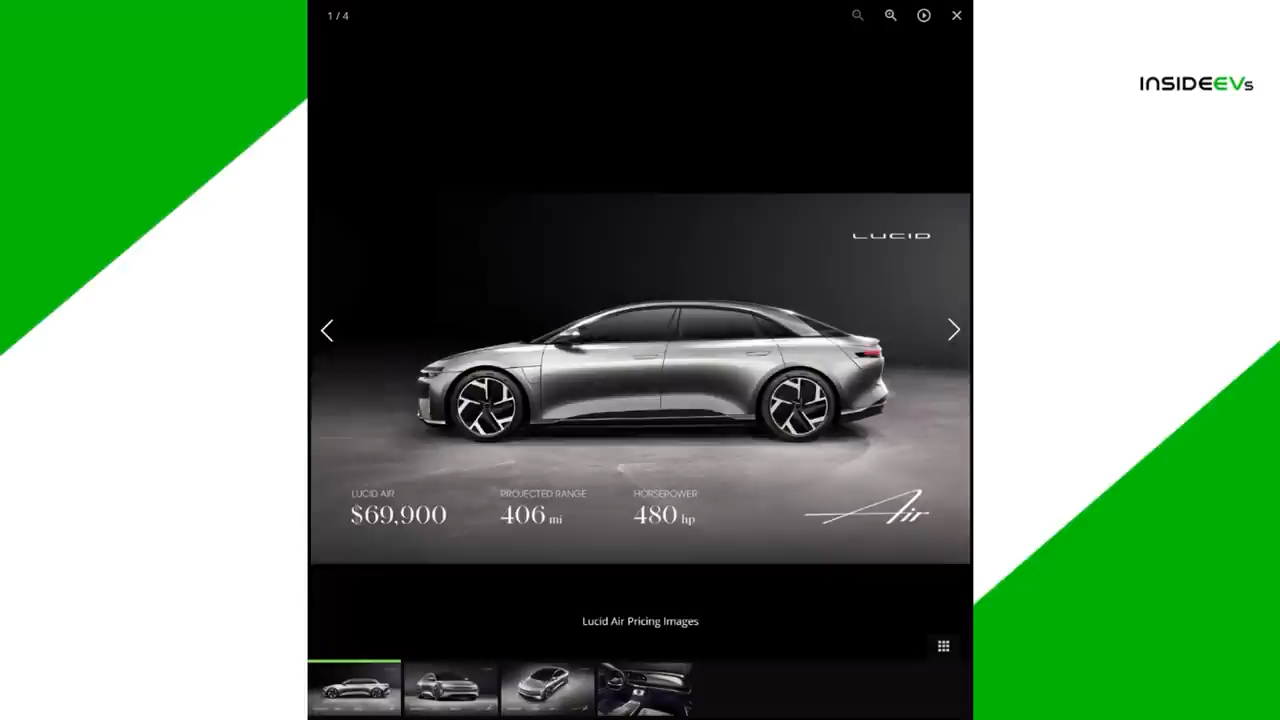 1 / 4
INSIDEEVs
LUCID
LUCID AIR
$69,900
PROJECTED RANGE
406 mi
HORSEPOWER
480 hp
Air
Lucid Air Pricing Images